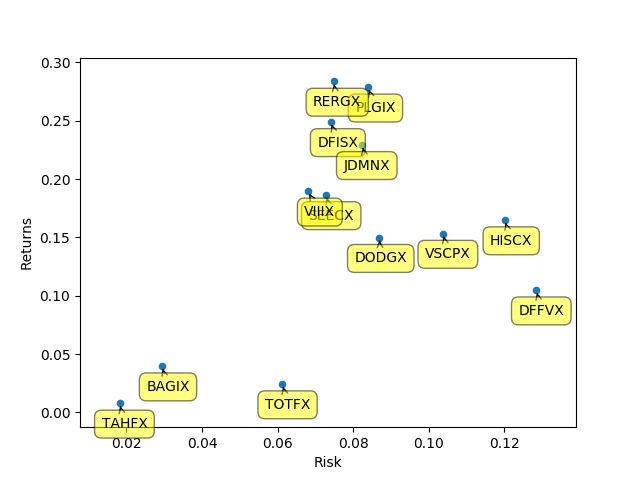 0.30
RERGX
PLGIX
0.25
DFISX
JDMNX
0.20
VIIIX
0.15
HISCX
VSCPX
DODGX
Returns
0.10
DFFVX
0.05
BAGIX
TOTFX
0.00
TAHFX
0.02
0.04
0.06
0.08
0.10
0.12
Risk